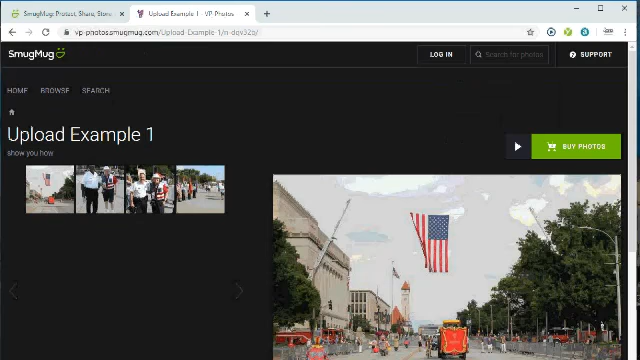 SmugMug: Protect, Share, Store
Upload Example 1 - VP-Photos
vp-photos.smugmug.com/Upload-Example-1/n-dqv32b/
SmugMug
LOG IN
Search for photos
SUPPORT
HOME BROWSE SEARCH
Upload Example 1
show you how
BUY PHOTOS